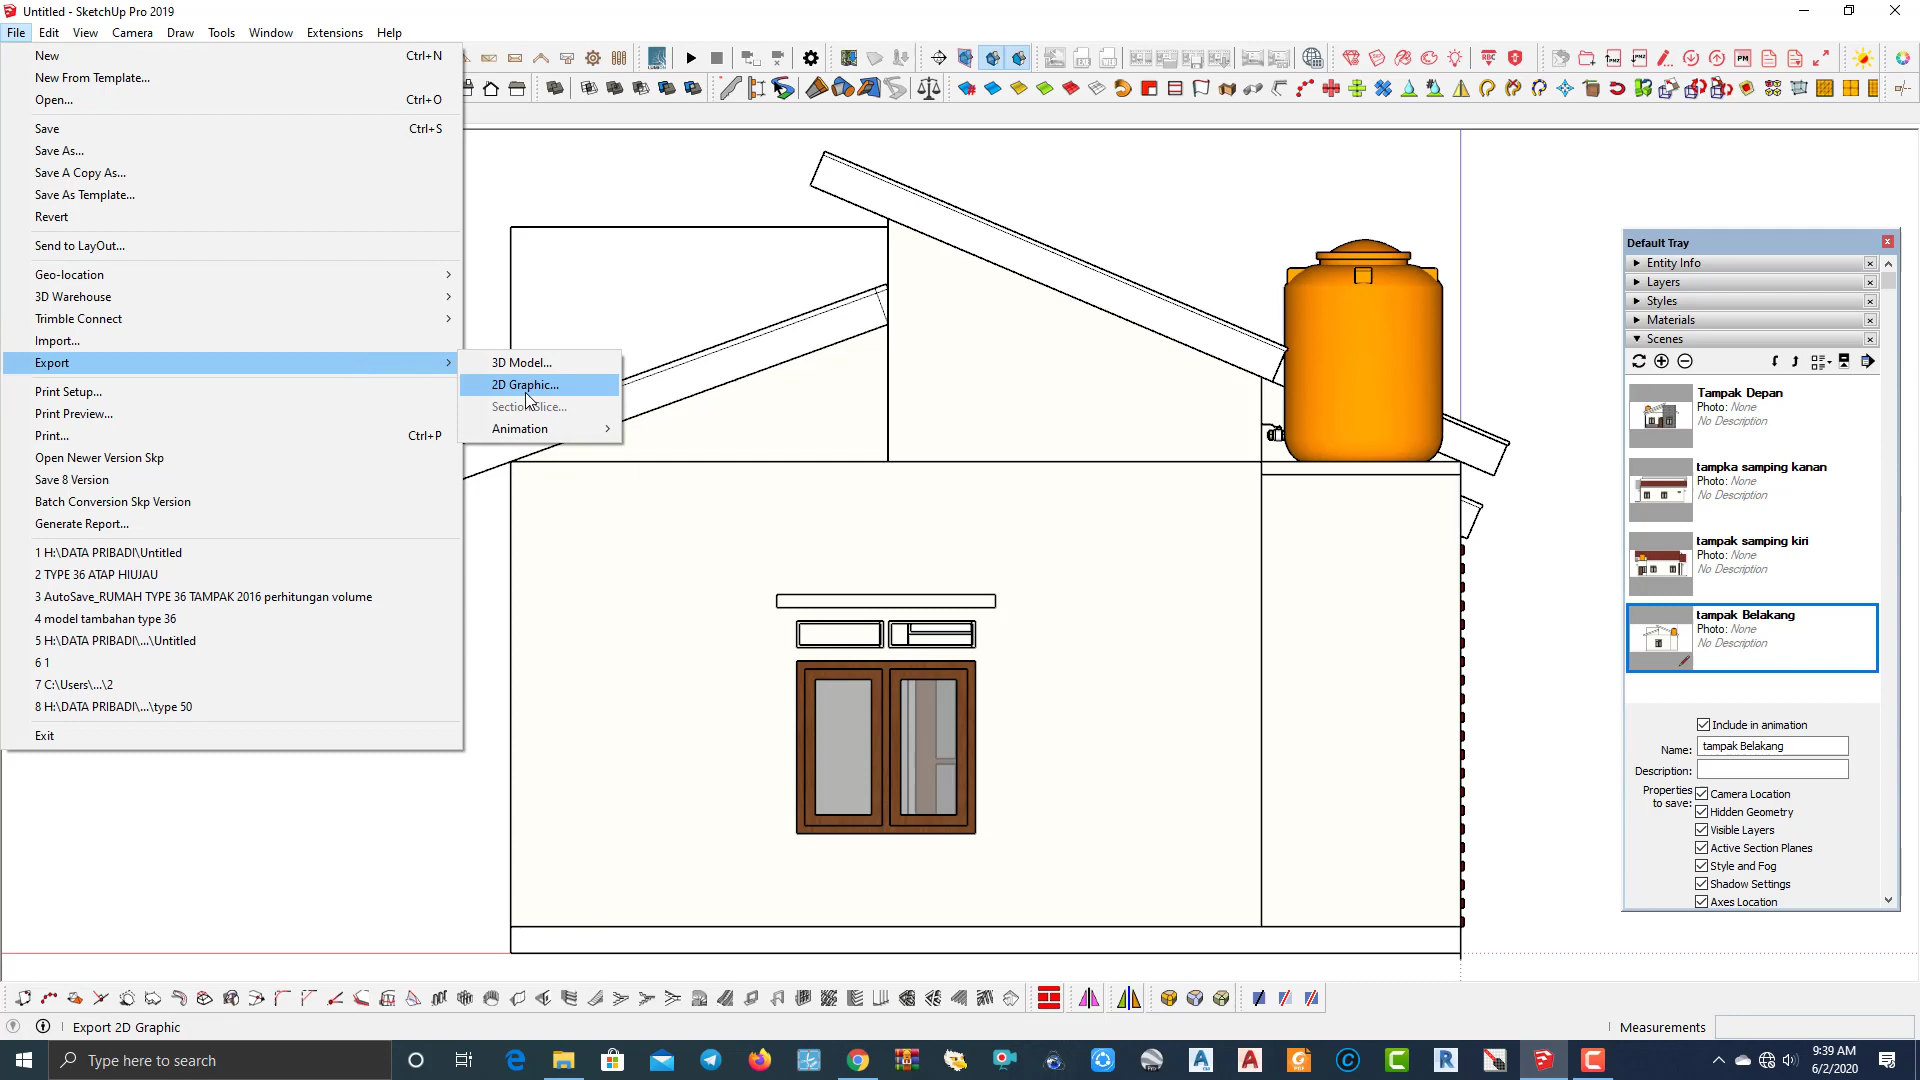 Untitled - SketchUp Pro 2019
File Edit View Camera Draw Tools Window Extensions Help
New Ctrl+N
New From Template...
Open... Ctrl+O
Save Ctrl+S
Save As...
Save A Copy As...
Save As Template...
Revert
Send to LayOut...
Geo-location
3D Warehouse
Trimble Connect
Import...
Export
Print Setup...
Print Preview...
Print... Ctrl+P
Open Newer Version Skp
Save 8 Version
Batch Conversion Skp Version
Generate Report...
1 H:\DATA PRIBADI\Untitled
2 TYPE 36 ATAP HIUJAU
3 AutoSave_RUMAH TYPE 36 TAMPAK 2016 perhitungan volume
4 model tambahan type 36
5 H:\DATA PRIBADI\...\Untitled
6 1
7 C:\Users\...\2
8 H:\DATA PRIBADI\...\type 50
Exit
3D Model...
2D Graphic...
Section Slice...
Animation
Default Tray
Entity Info
Layers
Styles
Materials
Scenes
Tampak Depan
Photo: None
No Description
tampka samping kanan
Photo: None
No Description
tampak samping kiri
Photo: None
No Description
tampak Belakang
Photo: None
No Description
Include in animation
Name: tampak Belakang
Description:
Properties to save:
Camera Location
Hidden Geometry
Visible Layers
Active Section Planes
Style and Fog
Shadow Settings
Axes Location
Export 2D Graphic
Measurements
Type here to search
9:39 AM
6/2/2020